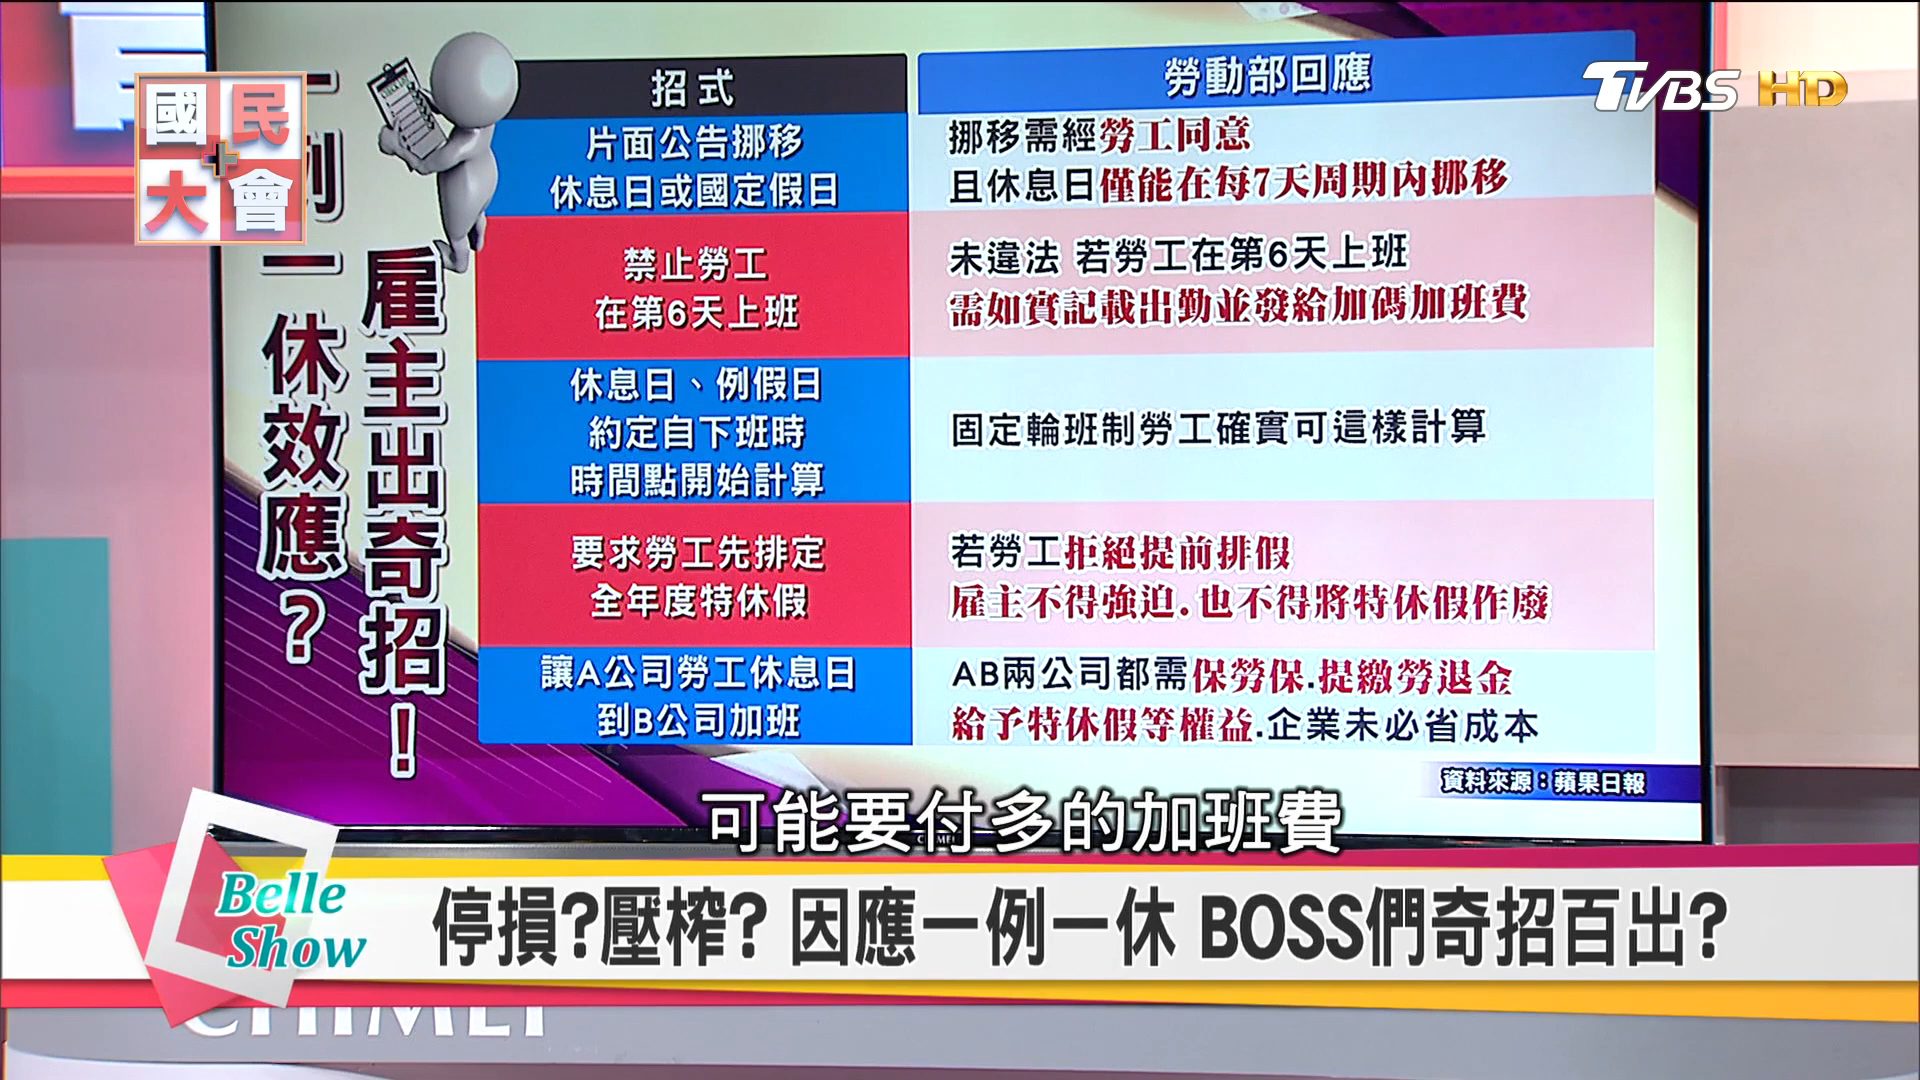 國民
大會
TVBS HD
一例一休效應?
雇主出奇招!
招式
勞動部回應
片面公告挪移
休息日或國定假日
挪移需經勞工同意
且休息日僅能在每7天周期內挪移
禁止勞工
在第6天上班
未違法 若勞工在第6天上班
需如實記載出勤並發給加碼加班費
休息日、例假日
約定自下班時
時間點開始計算
固定輪班制勞工確實可這樣計算
要求勞工先排定
全年度特休假
若勞工拒絕提前排假
雇主不得強迫.也不得將特休假作廢
讓A公司勞工休息日
到B公司加班
AB兩公司都需保勞保.提繳勞退金
給予特休假等權益.企業未必省成本
資料來源:蘋果日報
可能要付多的加班費
Belle
Show
停損?壓榨? 因應一例一休 BOSS們奇招百出?
CHIMEI